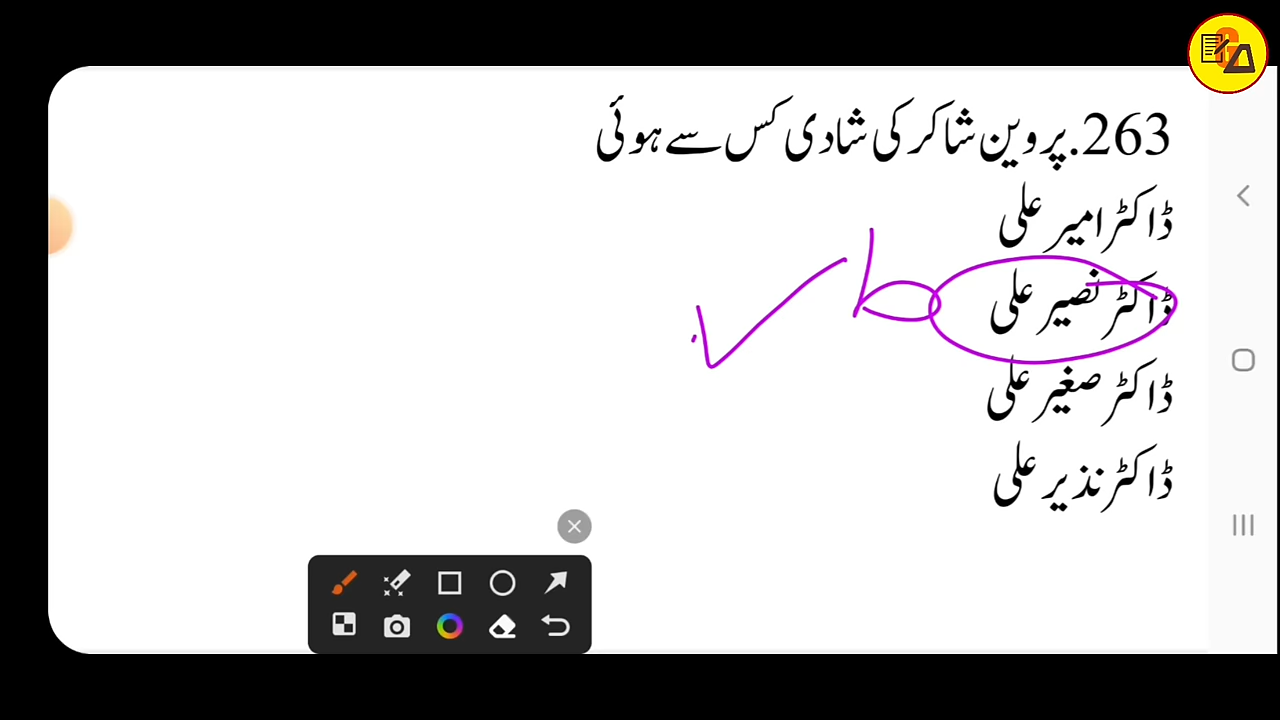 263.پروین شاکر کی شادی کس سے ہوئی
ڈاکٹر امیر علی
ڈاکٹر نصیر علی
b
ڈاکٹر صغیر علی
ڈاکٹر نذیر علی